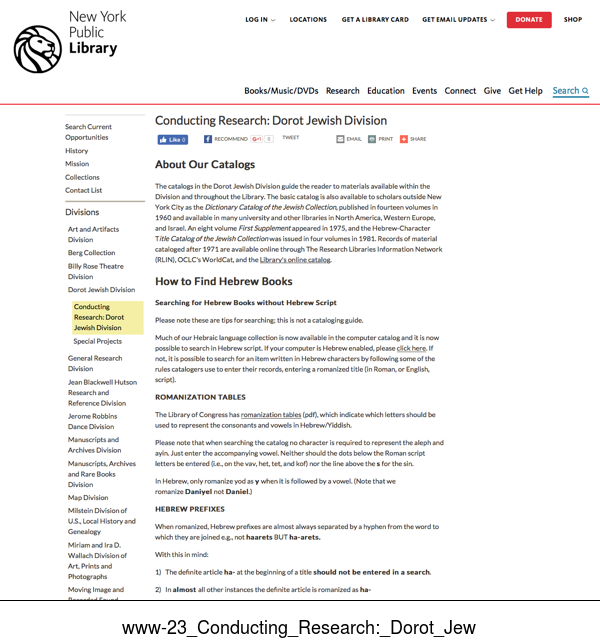 New York
Public
Library
LOG IN
LOCATIONS
GET A LIBRARY CARD
GET EMAIL UPDATES
DONATE
SHOP
Books/Music/DVDs
Research
Education
Events
Connect
Give
Get Help
Search
Search Current
Opportunities
History
Mission
Collections
Contact List
Divisions
Art and Artifacts
Division
Berg Collection
Billy Rose Theatre
Division
Dorot Jewish Division
Conducting
Research: Dorot
Jewish Division
Special Projects
General Research
Division
Jean Blackwell Hutson
Research and
Reference Division
Jerome Robbins
Dance Division
Manuscripts and
Archives Division
Manuscripts, Archives
and Rare Books
Division
Map Division
Milstein Division of
U.S., Local History and
Genealogy
Miriam and Ira D.
Wallach Division of
Art, Prints and
Photographs
Moving Image and
Conducting Research: Dorot Jewish Division
Like 0
RECOMMEND
G+1 0
TWEET
EMAIL
PRINT
SHARE
About Our Catalogs
The catalogs in the Dorot Jewish Division guide the reader to materials available within the
Division and throughout the Library. The basic catalog is also available to scholars outside New
York City as the Dictionary Catalog of the Jewish Collection, published in fourteen volumes in
1960 and available in many university and other libraries in North America, Western Europe,
and Israel. An eight volume First Supplement appeared in 1975, and the Hebrew-Character
Title Catalog of the Jewish Collection was issued in four volumes in 1981. Records of material
cataloged after 1971 are available online through The Research Libraries Information Network
(RLIN), OCLC's WorldCat, and the Library's online catalog.
How to Find Hebrew Books
Searching for Hebrew Books without Hebrew Script
Please note these are tips for searching; this is not a cataloging guide.
Much of our Hebraic language collection is now available in the computer catalog and it is now
possible to search in Hebrew script. If your computer is Hebrew enabled, please click here. If
not, it is possible to search for an item written in Hebrew characters by following some of the
rules catalogers use to enter their records, entering a romanized title (in Roman, or English,
script).
ROMANIZATION TABLES
The Library of Congress has romanization tables (pdf), which indicate which letters should be
used to represent the consonants and vowels in Hebrew/Yiddish.
Please note that when searching the catalog no character is required to represent the aleph and
ayin. Just enter the accompanying vowel. Neither should the dots below the Roman script
letters be entered (i.e., on the vav, het, tet, and kof) nor the line above the s for the sin.
In Hebrew, only romanize yod as y when it is followed by a vowel. (Note that we
romanize Daniyel not Daniel.)
HEBREW PREFIXES
When romanized, Hebrew prefixes are almost always separated by a hyphen from the word to
which they are joined e.g., not haarets BUT ha-arets.
With this in mind:
1) The definite article ha- at the beginning of a title should not be entered in a search.
2) In almost all other instances the definite article is romanized as ha-
www-23_Conducting_Research:_Dorot_Jew